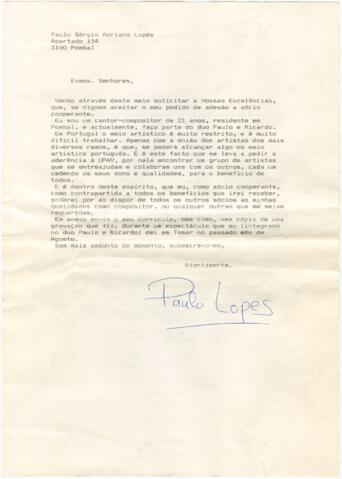 Paulo Sérgio Adriano Lopes
Apartado 154
3100 Pombal
Exmos. Senhores,
Venho através deste meio solicitar a Vossas Excelências,
que, se dignem aceitar o meu pedido de adesão a sócio
cooperante.
Eu sou um cantor-compositor de 21 anos, residente em
Pombal, e actualmente, faço parte do duo Paulo e Ricardo.
Em Portugal o meio artístico é muito restrito, e é muito
difícil trabalhar. Apenas com a união dos artistas dos mais
diversos ramos, é que, se poderá alcançar algo no meio
artístico português. E é este facto que me leva a pedir a
aderência à UPAV, por nela encontrar um grupo de artistas
que se entreajudam e colaboram uns com os outros, cada um
cedendo os seus dons e qualidades, para o benefício de
todos.
É dentro deste espírito, que eu, como sócio cooperante,
como contrapartida a todos os benefícios que irei receber,
poderei por ao dispôr de todos os outros sócios as minhas
qualidades como compositor, ou quaisquer outras que me sejam
requeridas.
Em anexo envio o meu currículo, bem como, uma cópia de uma
gravação que fiz, durante um espectáculo que eu (integrado
no duo Paulo e Ricardo) dei em Tomar no passado mês de
Agosto.
Sem mais assunto de momento, subescrevo-me,
Atentamente,
Paulo Lopes